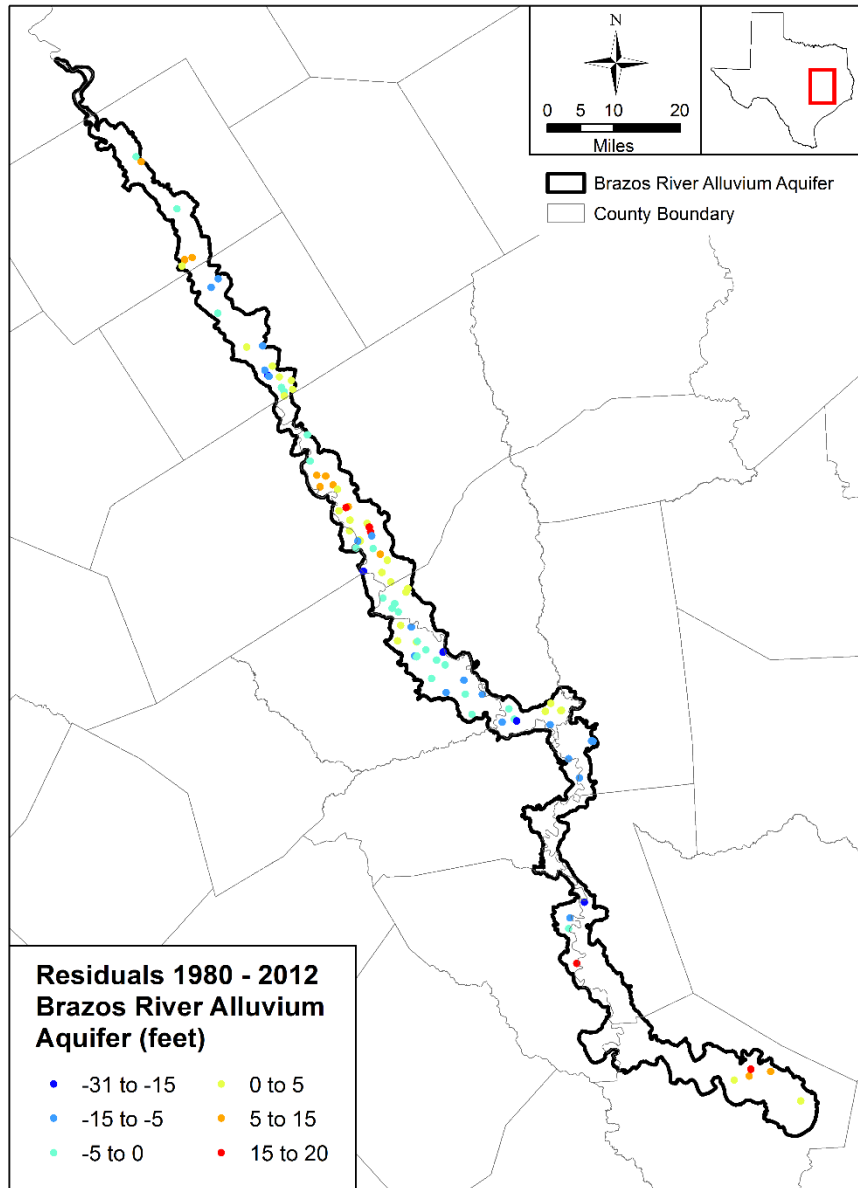 N
0 5 10 20
Miles
Brazos River Alluvium Aquifer
County Boundary
Residuals 1980 - 2012
Brazos River Alluvium
Aquifer (feet)
-31 to -15
-15 to -5
-5 to 0
0 to 5
5 to 15
15 to 20